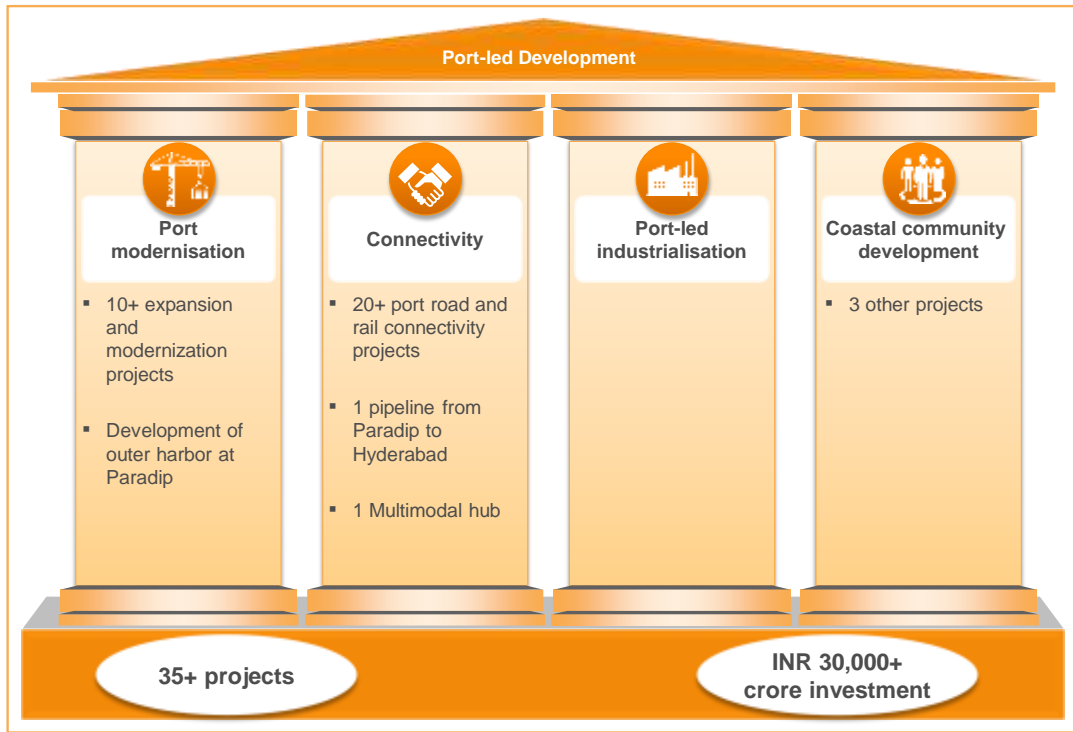 Port-led Development
Port
modernisation
▪ 10+ expansion
and
modernization
projects
▪ Development of
outer harbor at
Paradip
Connectivity
▪ 20+ port road and
rail connectivity
projects
▪ 1 pipeline from
Paradip to
Hyderabad
▪ 1 Multimodal hub
Port-led
industrialisation
Coastal community
development
▪ 3 other projects
35+ projects
INR 30,000+
crore investment